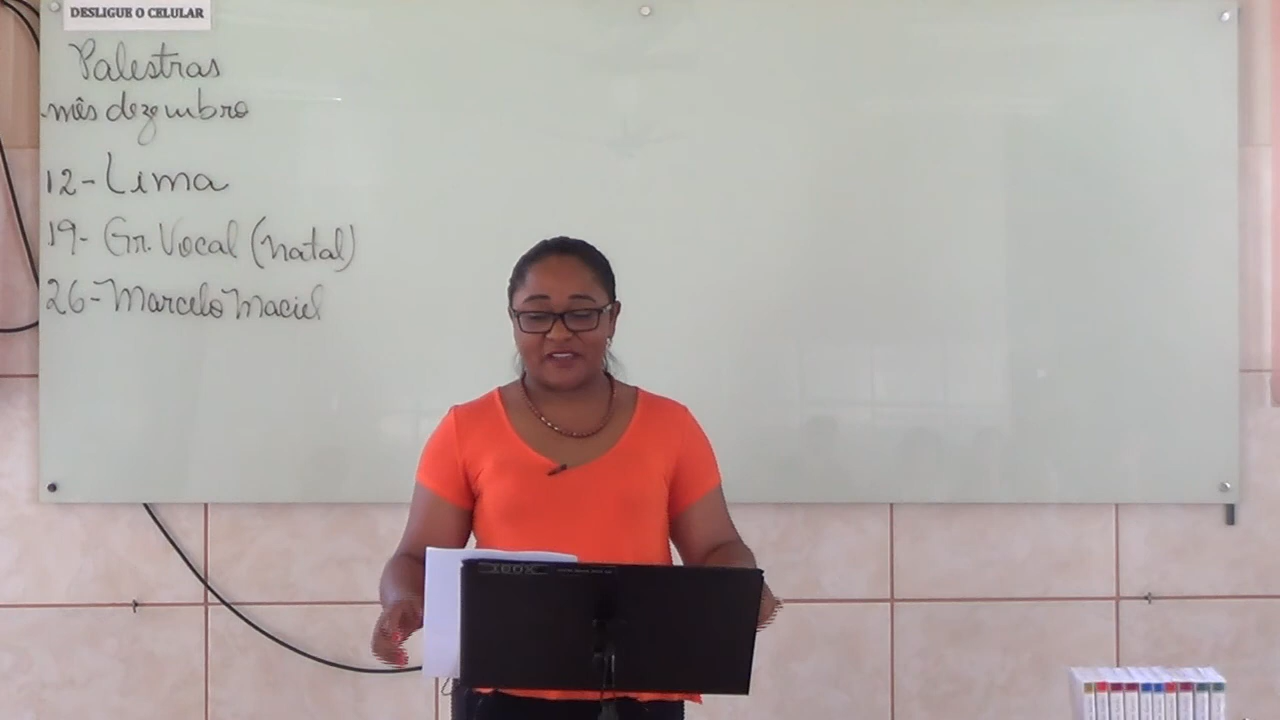 DESLIGUE O CELULAR
Palestras
mês dezembro
12-Lima
19- Gr. Vocal (natal)
26-Marcelo Maciel